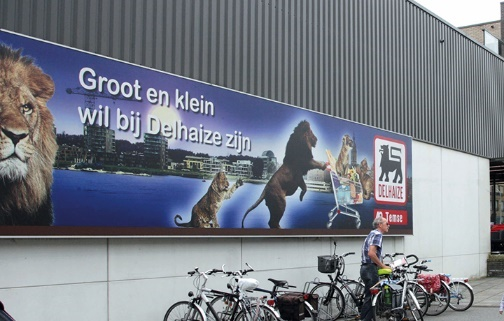 Groot en klein
wil bij Delhaize zijn
DELHAIZE
Temse